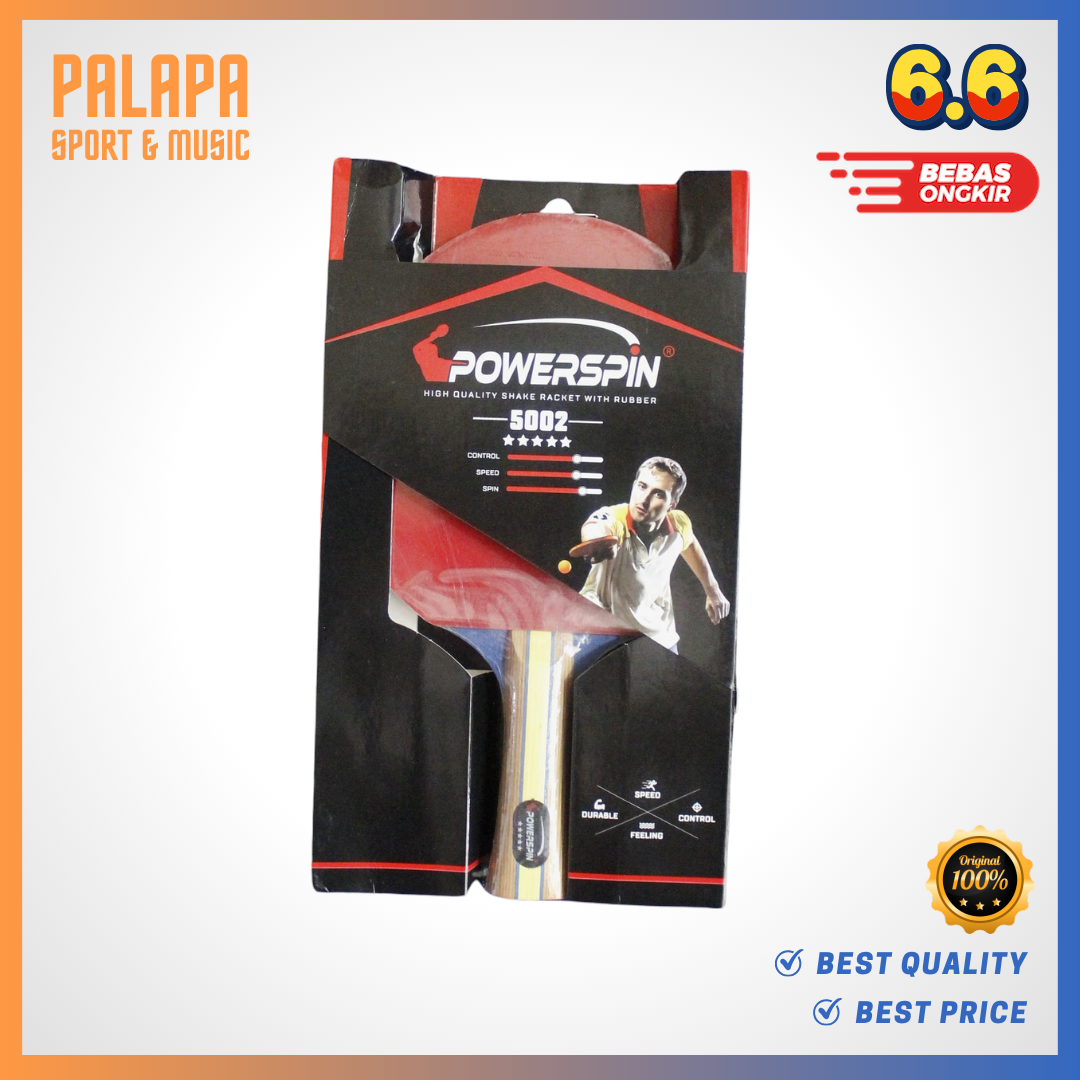 PALAPA
SPORT & MUSIC
6.6
BEBAS
ONGKIR
POWERSPIN®
HIGH QUALITY SHAKE RACKET WITH RUBBER
5002
CONTROL
SPEED
SPIN
SPEED
DURABLE
CONTROL
FEELING
POWERSPIN
Original
100%
BEST QUALITY
BEST PRICE